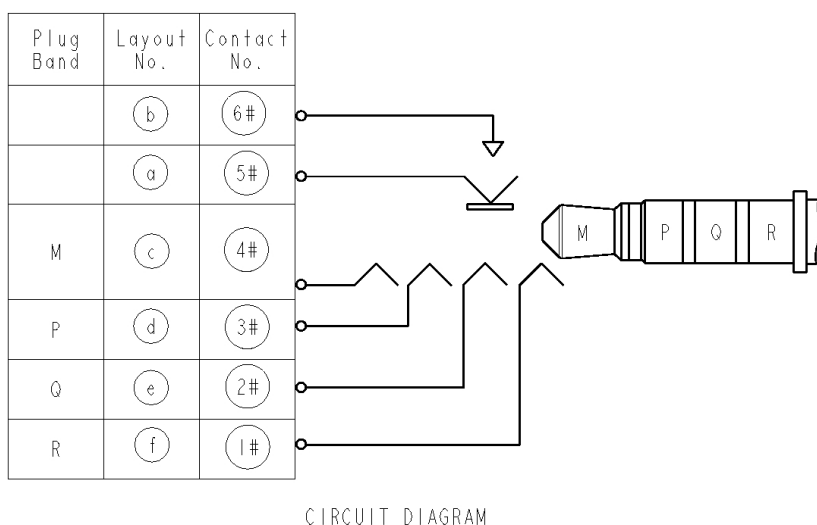 Plug Band Layout No. Contact No.
b 6#
a 5#
M c 4#
P d 3#
Q e 2#
R f 1#
M P Q R
CIRCUIT DIAGRAM